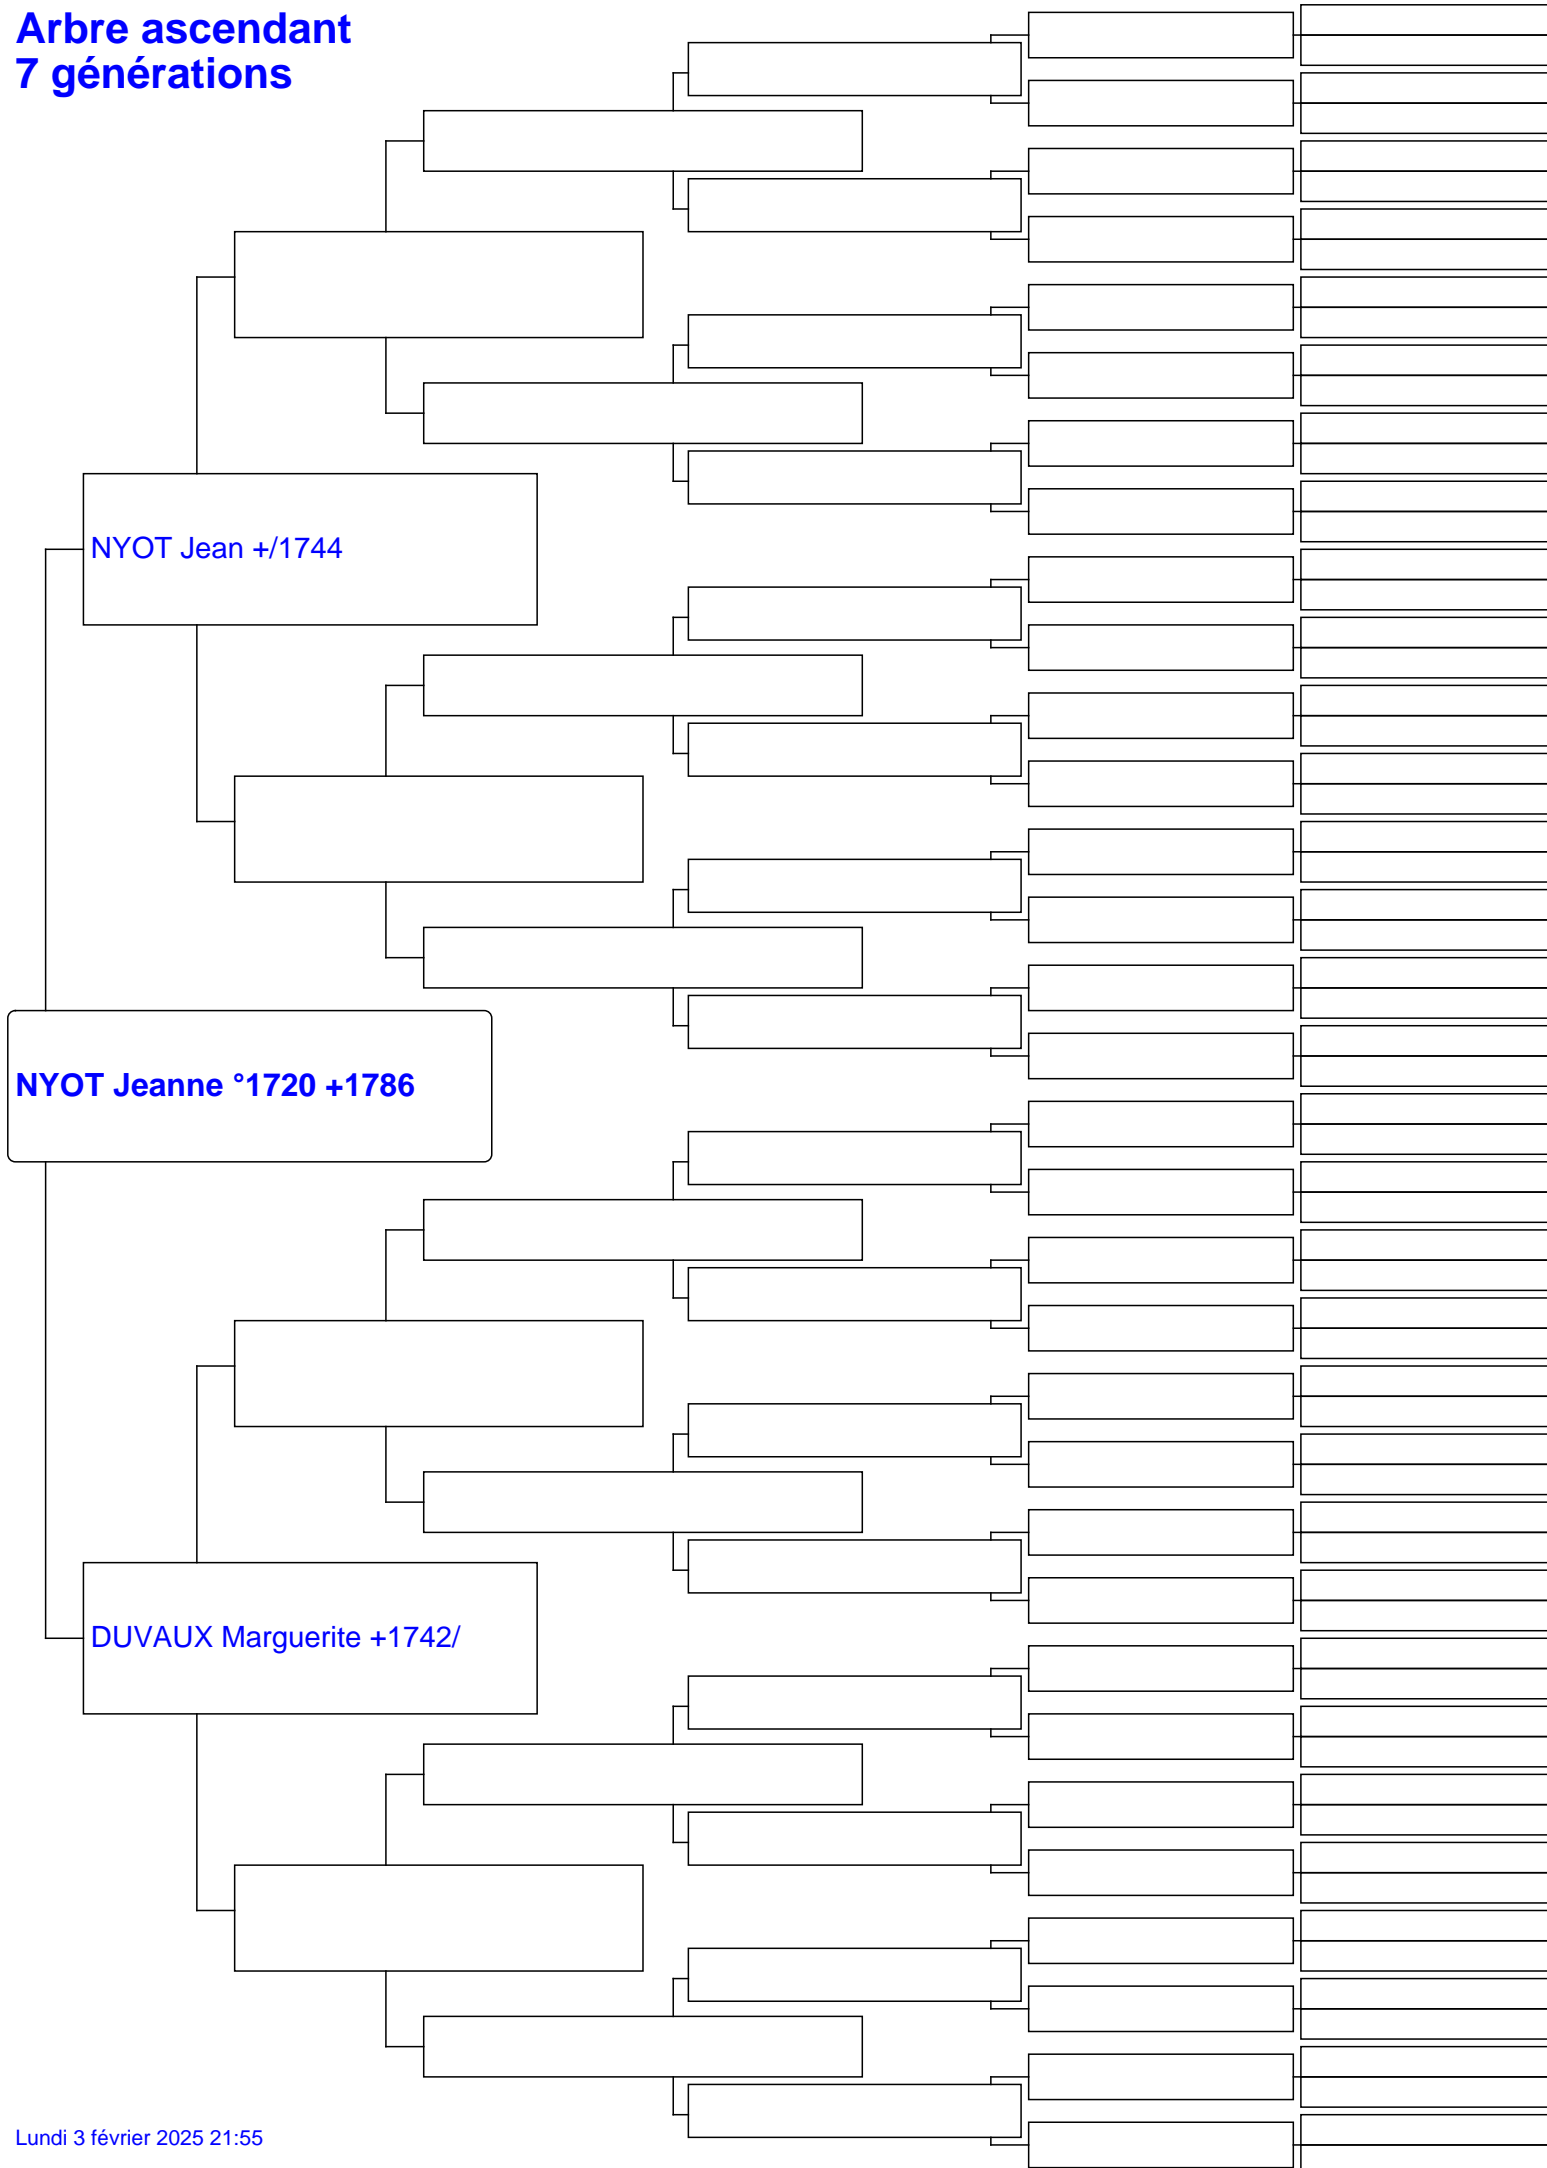 Arbre ascendant
7 générations
NYOT Jean +/1744
NYOT Jeanne °1720 +1786
DUVAUX Marguerite +1742/
Lundi 3 février 2025 21:55